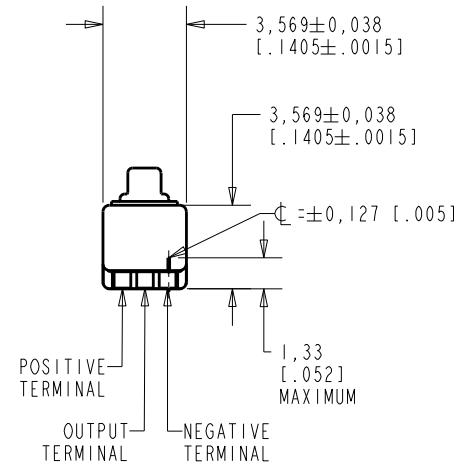 3,569±0,038
[.1405±.0015]
3,569±0,038
[.1405±.0015]
℄ =±0,127 [.005]
1,33
[.052]
MAXIMUM
POSITIVE
TERMINAL
OUTPUT
TERMINAL
NEGATIVE
TERMINAL